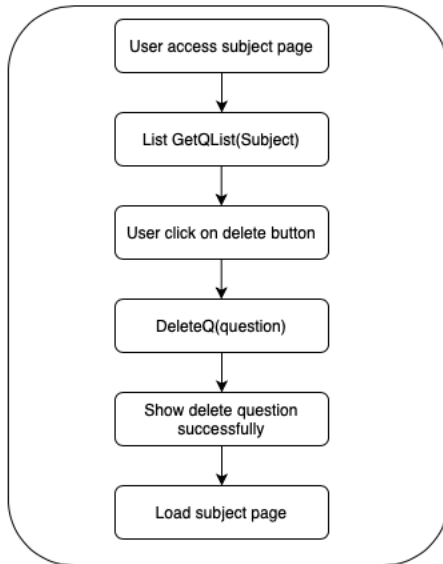 User access subject page
List GetQList(Subject)
User click on delete button
DeleteQ(question)
Show delete question
successfully
Load subject page